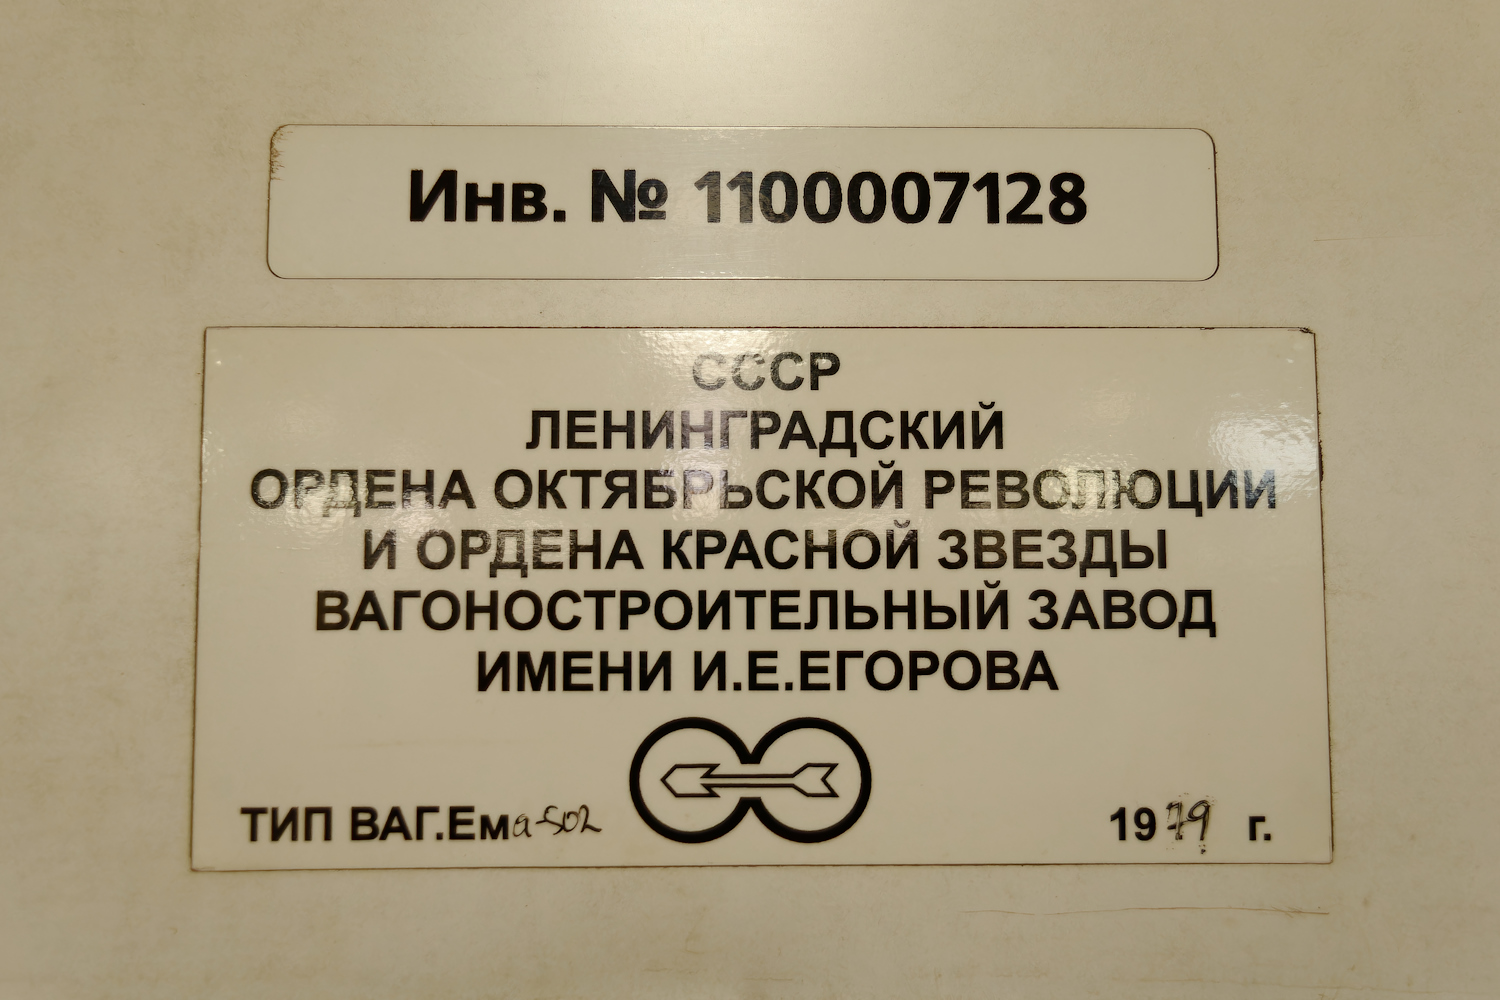 Инв. № 1100007128
СССР
ЛЕНИНГРАДСКИЙ
ОРДЕНА ОКТЯБРЬСКОЙ РЕВОЛЮЦИИ
И ОРДЕНА КРАСНОЙ ЗВЕЗДЫ
ВАГОНОСТРОИТЕЛЬНЫЙ ЗАВОД
ИМЕНИ И.Е.ЕГОРОВА
ТИП ВАГ.Ема-502 1979 г.